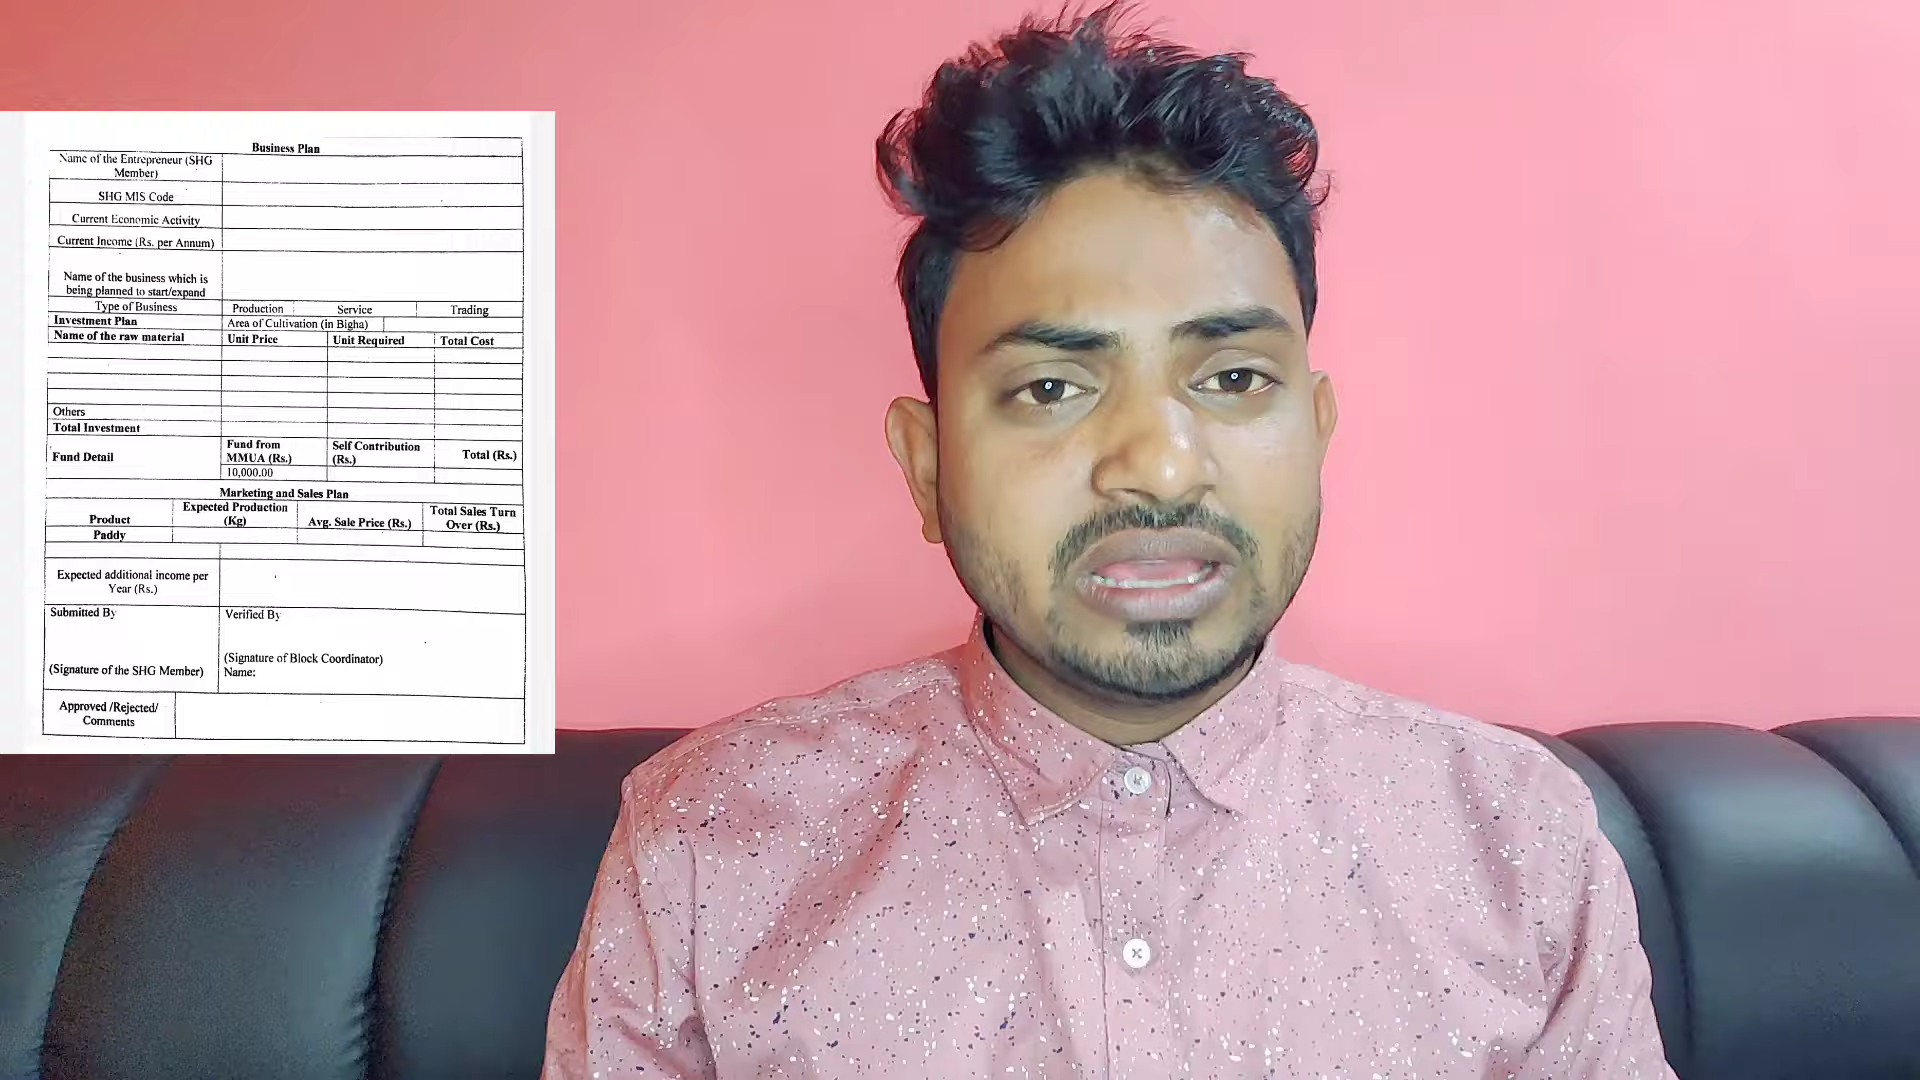 Business Plan
Name of the Entrepreneur (SHG
Member)
SHG MIS Code
Current Economic Activity
Current Income (Rs. per Annum)
Name of the business which is
being planned to start/expand
Type of Business Production Service Trading
Investment Plan Area of Cultivation (in Bigha)
Name of the raw material Unit Price Unit Required Total Cost
Others
Total Investment
Fund Detail Fund from
MMUA (Rs.) Self Contribution
(Rs.) Total (Rs.)
10,000.00
Marketing and Sales Plan
Product Expected Production
(Kg) Avg. Sale Price (Rs.) Total Sales Turn
Over (Rs.)
Paddy
Expected additional income per
Year (Rs.)
Submitted By Verified By
(Signature of the SHG Member) (Signature of Block Coordinator)
Name:
Approved /Rejected/
Comments